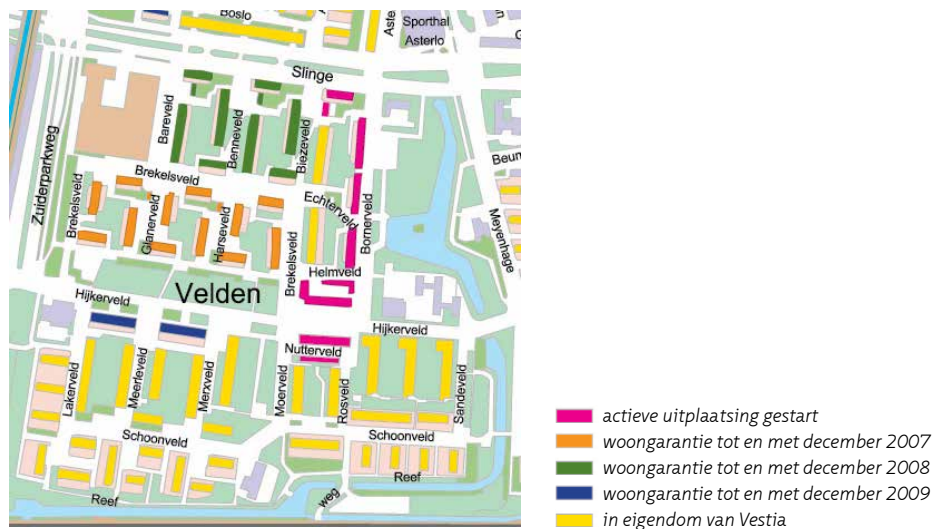 Boslo
Aste
Sporthal
Asterlo
G
Slinge
Zuiderparkweg
Bareveld
Benneveld
Biezeveld
Brekelsveld
Beun
Brekelsveld
Glanerveld
Harseveld
Echterveld
Bornerveld
Meyenhage
Brekelsveld
Helmveld
Velden
Hijkerveld
Hijkerveld
Nutterveld
Lakerveld
Meerleveld
Merxveld
Moerveld
Rosveld
Sandeveld
Schoonveld
Schoonveld
Reef
Reef
weg
actieve uitplaatsing gestart
woongarantie tot en met december 2007
woongarantie tot en met december 2008
woongarantie tot en met december 2009
in eigendom van Vestia